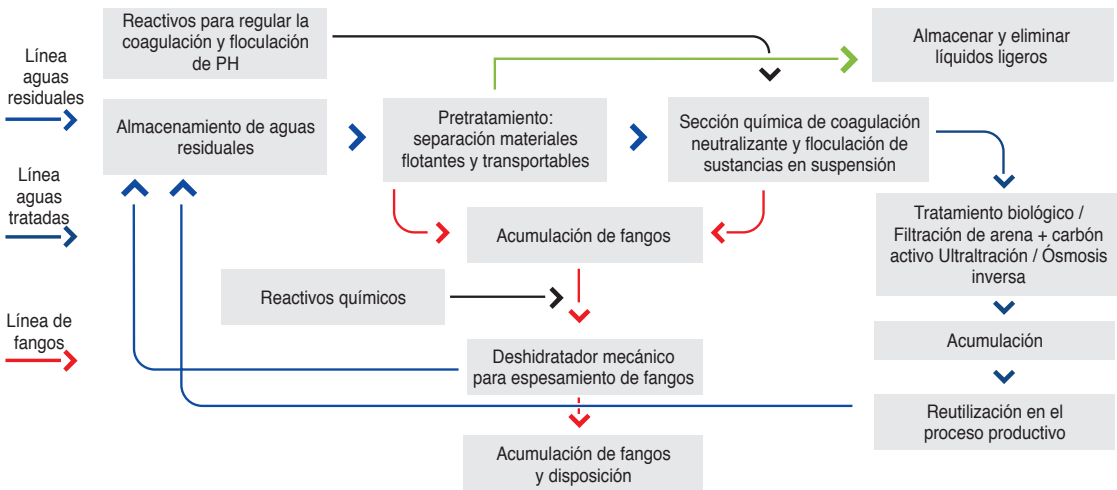 Línea
aguas
residuales
Línea
aguas
tratadas
Línea de
fangos
Reactivos para regular la
coagulación y floculación
de PH
Almacenar y eliminar
líquidos ligeros
Almacenamiento de aguas
residuales
Pretratamiento:
separación materiales
flotantes y transportables
Sección química de coagulación
neutralizante y floculación de
sustancias en suspensión
Acumulación de fangos
Tratamiento biológico /
Filtración de arena + carbón
activo Ultraltración / Ósmosis
inversa
Reactivos químicos
Acumulación
Deshidratador mecánico
para espesamiento de fangos
Reutilización en el
proceso productivo
Acumulación de fangos
y disposición